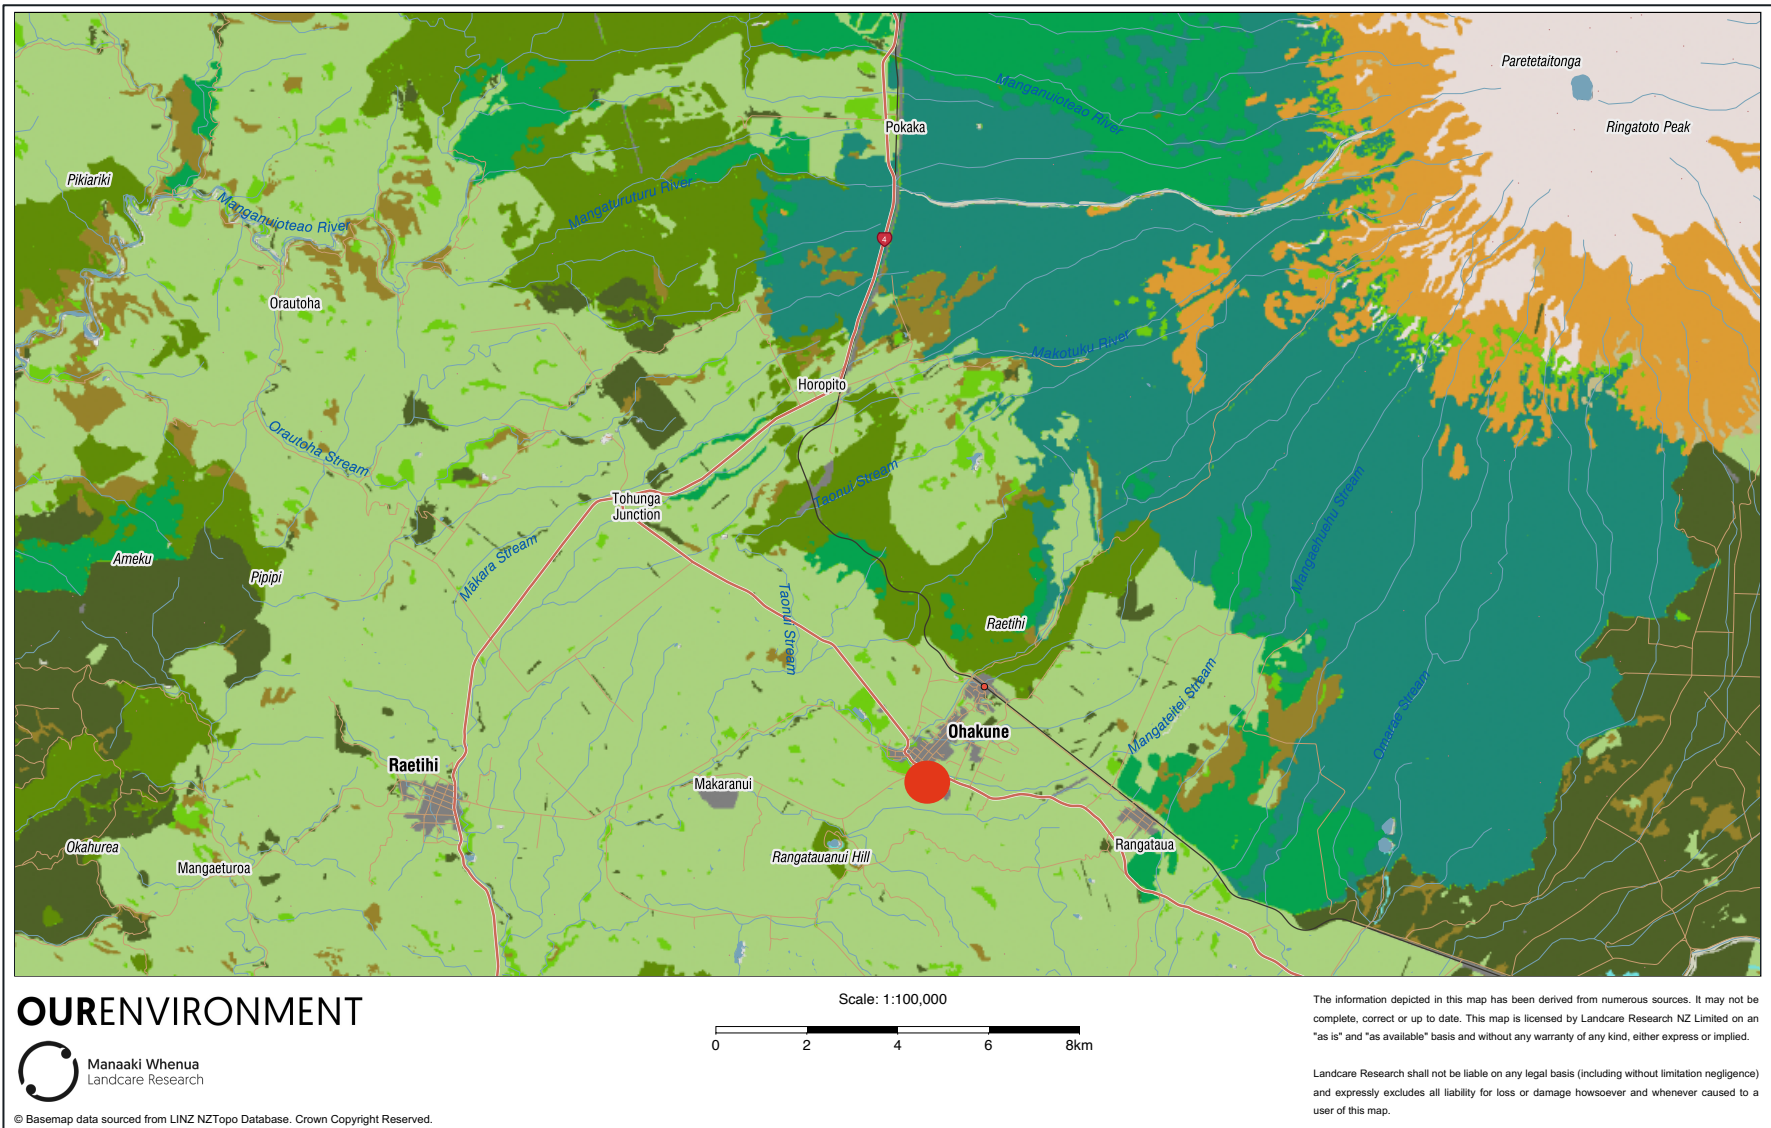 Paretetaitonga
Manganuioteao River
Pokaka
Ringatoto Peak
Pikiariki
Mangaturuturu River
Manganuioteao River
4
Orautoha
Makotuku River
Horopito
Orautoha Stream
Taonui Stream
Tohunga
Junction
Mangaehuehu Stream
Ameku
Mākara Stream
Pipipi
Taonui Stream
Raetihi
Mangateitei Stream
Omarae Stream
Ohakune
Raetihi
Makaranui
Rangataua
Okahurea
Rangatauanui Hill
Mangaeturoa
OURENVIRONMENT
Manaaki Whenua
Landcare Research
© Basemap data sourced from LINZ NZTopo Database. Crown Copyright Reserved.
Scale: 1:100,000
0 2 4 6 8km
The information depicted in this map has been derived from numerous sources. It may not be
complete, correct or up to date. This map is licensed by Landcare Research NZ Limited on an
"as is" and "as available" basis and without any warranty of any kind, either express or implied.
Landcare Research shall not be liable on any legal basis (including without limitation negligence)
and expressly excludes all liability for loss or damage howsoever and whenever caused to a
user of this map.